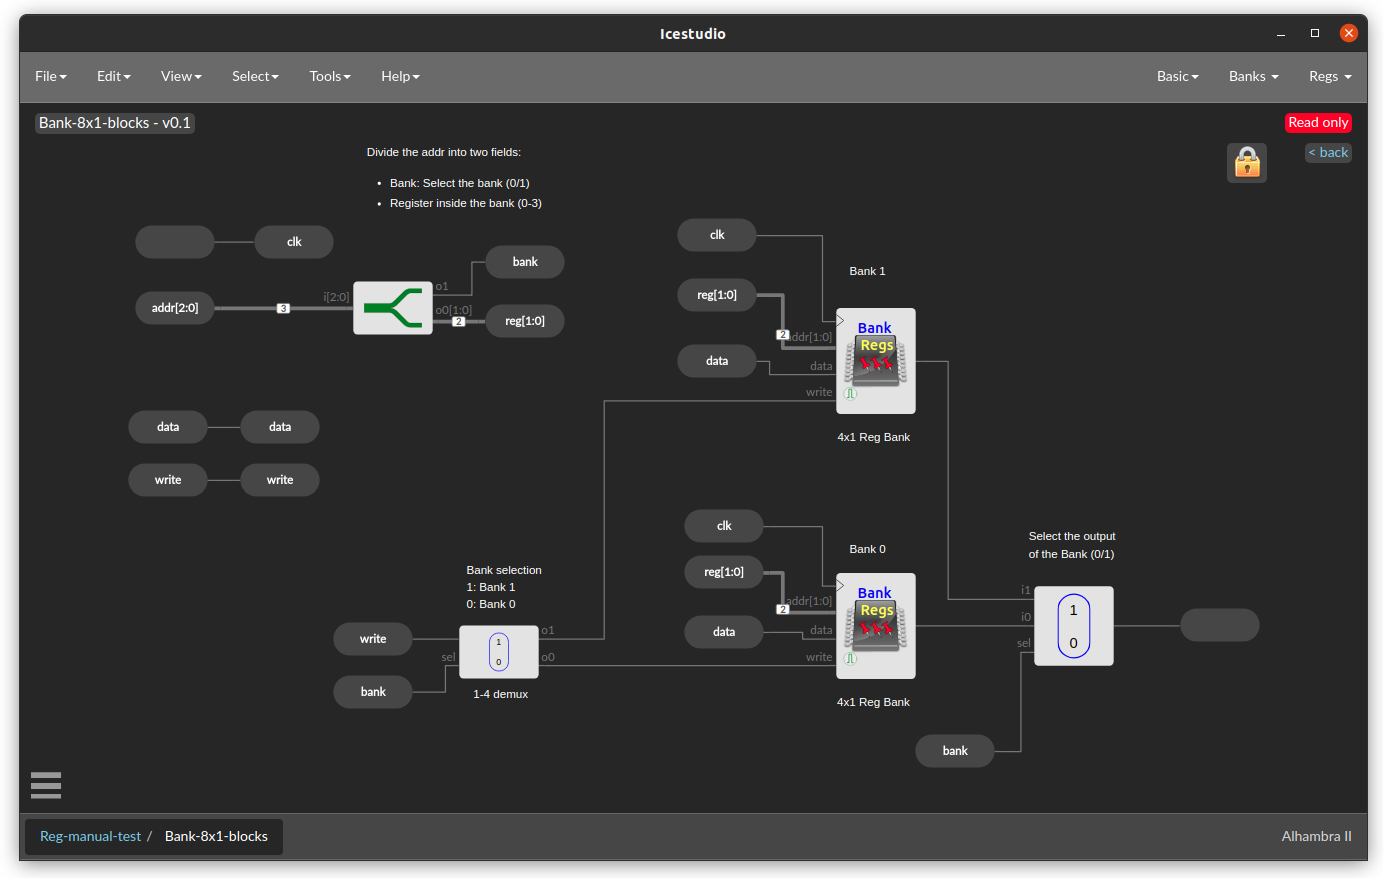 Icestudio
File Edit View Select Tools Help Basic Banks Regs
Bank-8x1-blocks - v0.1
Read only
< back
Divide the addr into two fields:
• Bank: Select the bank (0/1)
• Register inside the bank (0-3)
clk
addr[2:0]
3
i[2:0]
o1
o0[1:0]
2
bank
reg[1:0]
data
data
write
write
clk
reg[1:0]
data
Bank 1
2
addr[1:0]
data
write
Bank
Regs
4x1 Reg Bank
clk
reg[1:0]
data
Bank 0
2
addr[1:0]
data
write
Bank
Regs
4x1 Reg Bank
Bank selection
1: Bank 1
0: Bank 0
write
bank
sel
1
0
o1
o0
1-4 demux
Select the output
of the Bank (0/1)
i1
i0
sel
1
0
bank
Reg-manual-test / Bank-8x1-blocks
Alhambra II